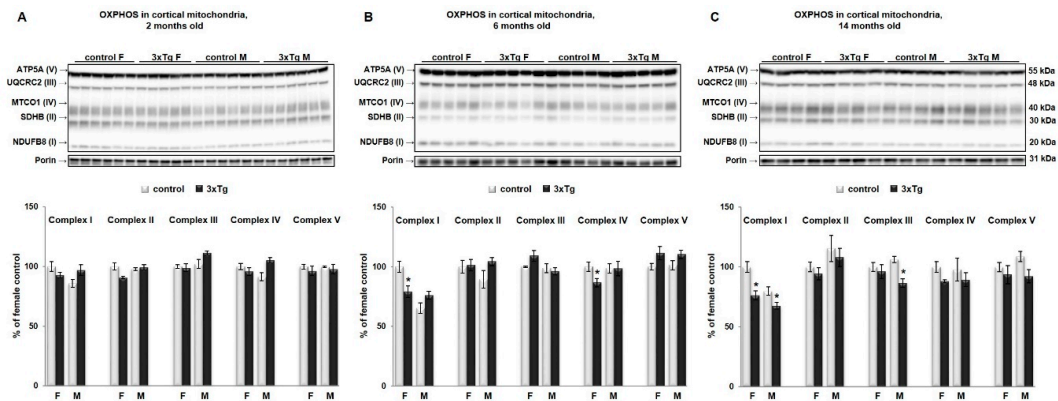 A
OXPHOS in cortical mitochondria,
2 months old
control F 3xTg F control M 3xTg M
ATP5A (V) →
UQCRC2 (III) →
MTCO1 (IV) →
SDHB (II) →
NDUFB8 (I) →
Porin →
control 3xTg
150
100
50
0
% of female control
Complex I Complex II Complex III Complex IV Complex V
F M F M F M F M F M
B
OXPHOS in cortical mitochondria,
6 months old
control F 3xTg F control M 3xTg M
ATP5A (V) →
UQCRC2 (III) →
MTCO1 (IV) →
SDHB (II) →
NDUFB8 (I) →
Porin →
control 3xTg
150
100
50
0
% of female control
Complex I Complex II Complex III Complex IV Complex V
* *
F M F M F M F M F M
C
OXPHOS in cortical mitochondria,
14 months old
control F 3xTg F control M 3xTg M
ATP5A (V) → 55 kDa
UQCRC2 (III) → 48 kDa
MTCO1 (IV) → 40 kDa
SDHB (II) → 30 kDa
NDUFB8 (I) → 20 kDa
Porin → 31 kDa
control 3xTg
150
100
50
0
% of female control
Complex I Complex II Complex III Complex IV Complex V
* * *
F M F M F M F M F M